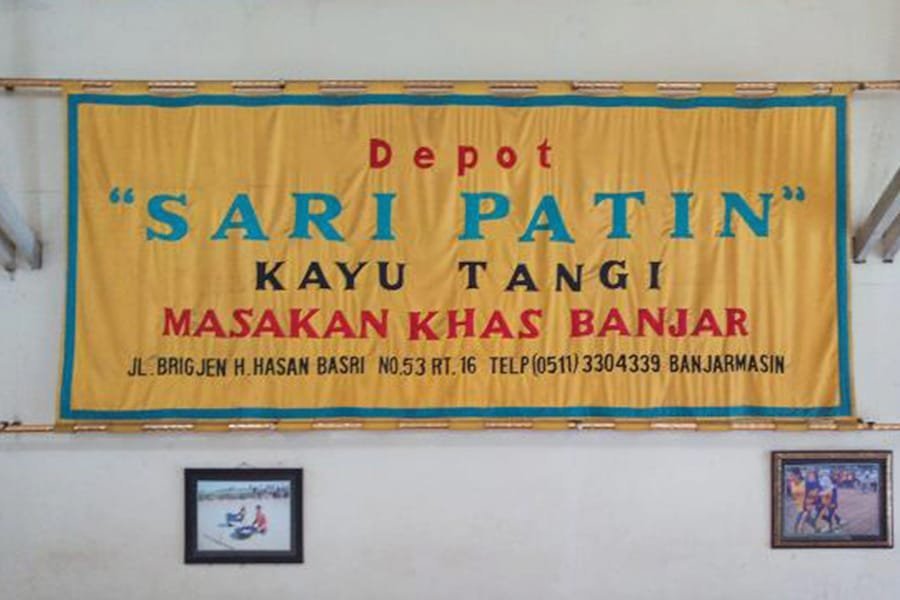 Depot
“SARI PATIN”
KAYU TANGI
MASAKAN KHAS BANJAR
JL. BRIGJEN H. HASAN BASRI NO. 53 RT. 16 TELP (0511) 3304339 BANJARMASIN